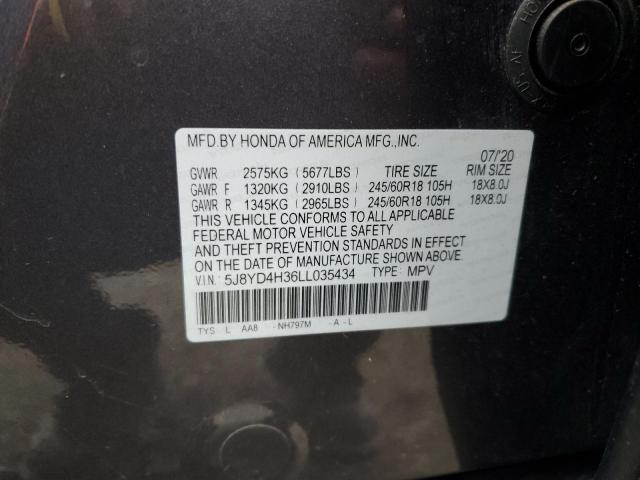 MFD.BY HONDA OF AMERICA MFG.,INC.
07/'20
GVWR 2575KG (5677LBS) TIRE SIZE RIM SIZE
GAWR F 1320KG (2910LBS) 245/60R18 105H 18X8.0J
GAWR R 1345KG (2965LBS) 245/60R18 105H 18X8.0J
THIS VEHICLE CONFORMS TO ALL APPLICABLE
FEDERAL MOTOR VEHICLE SAFETY
AND THEFT PREVENTION STANDARDS IN EFFECT
ON THE DATE OF MANUFACTURE SHOWN ABOVE.
V.I.N.: 5J8YD4H36LL035434 TYPE: MPV
TYS L AA8 -NH797M -A -L